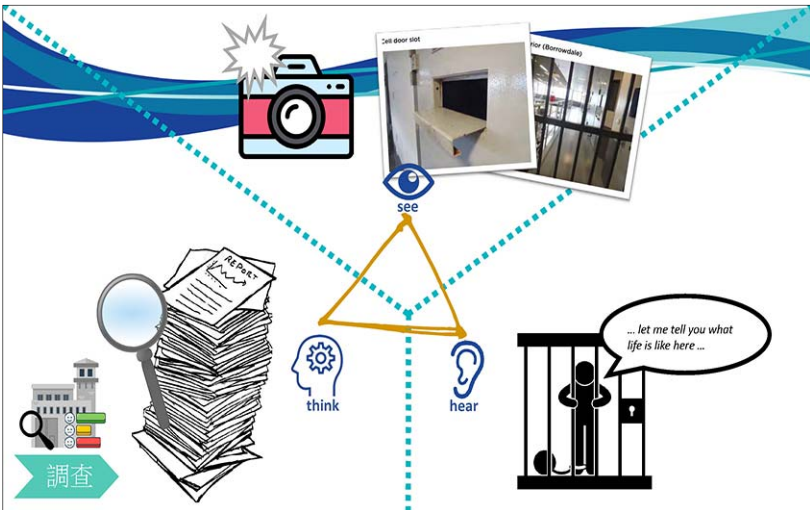 Cell door slot
rior (Borrowdale)
see
REPORT
... let me tell you what
life is like here ...
think
hear
調查